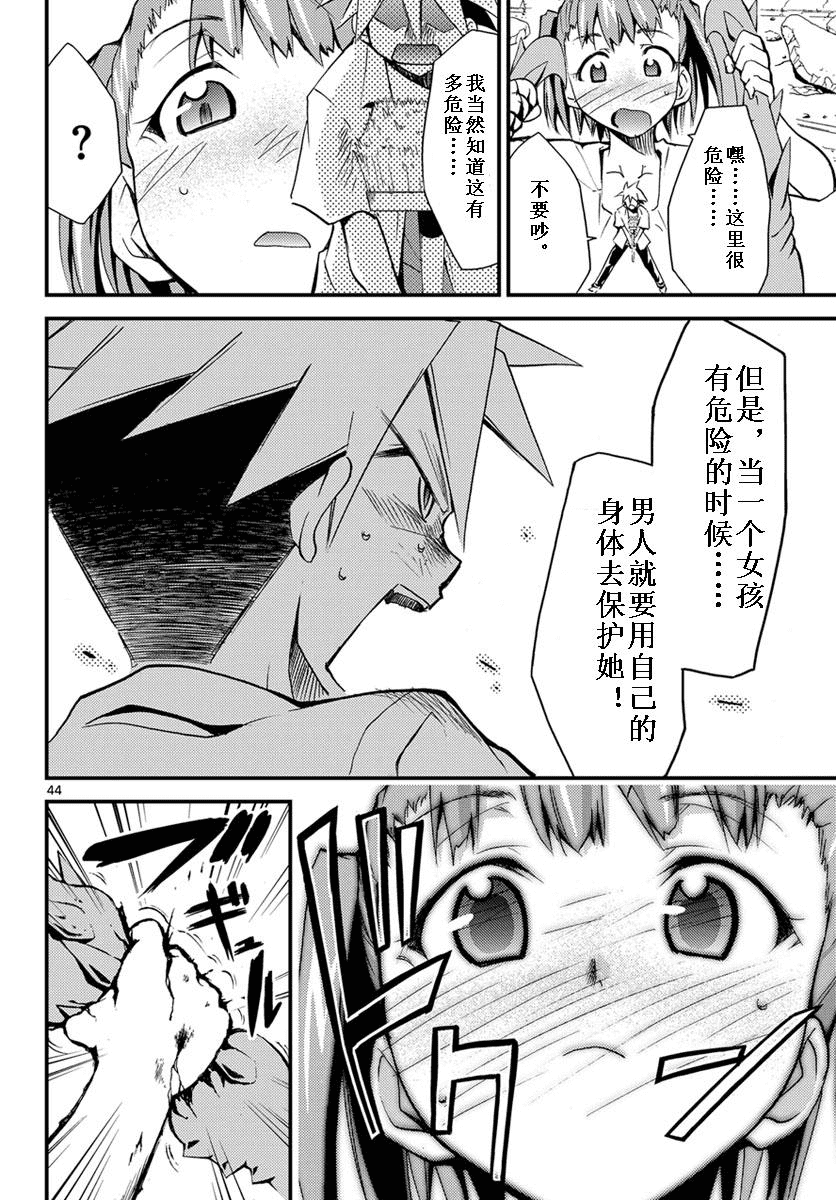 嘿……这里很
危险……
不要吵。
我当然知道这有
多危险……
？
但是，当一个女孩
有危险的时候……
男人就要用自己的
身体去保护她！
44
ドクン
ブギュ